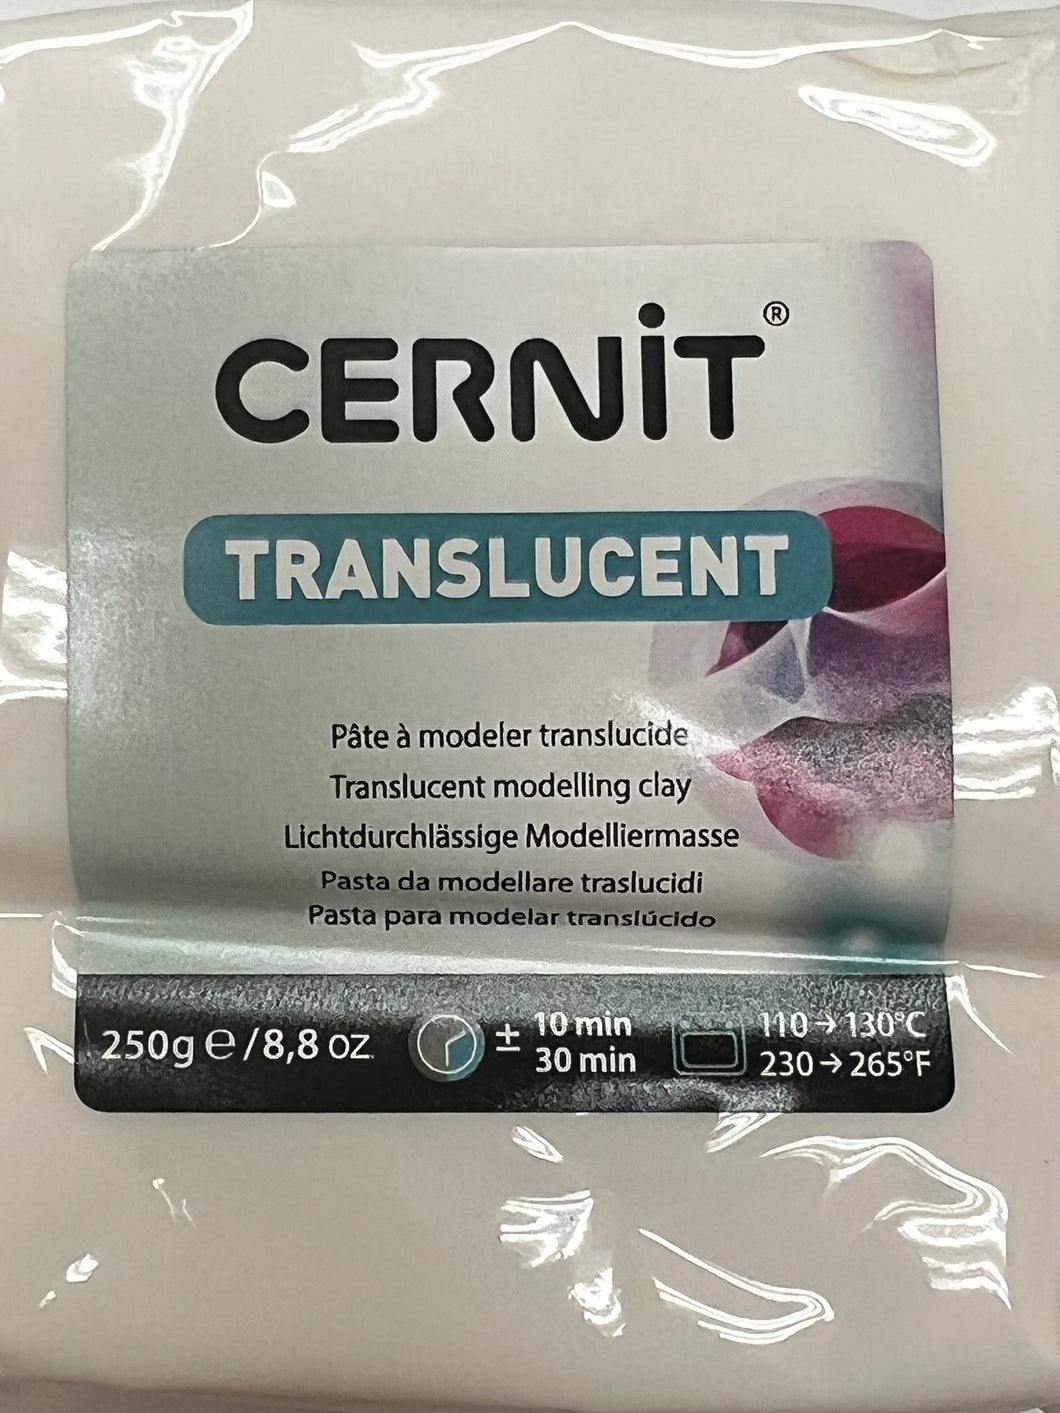 CERNiT®
TRANSLUCENT
Pâte à modeler translucide
Translucent modelling clay
Lichtdurchlässige Modelliermasse
Pasta da modellare traslucidi
Pasta para modelar translúcido
250g ℮/8,8 oz.
± 10 min
30 min
110→130°C
230→265°F